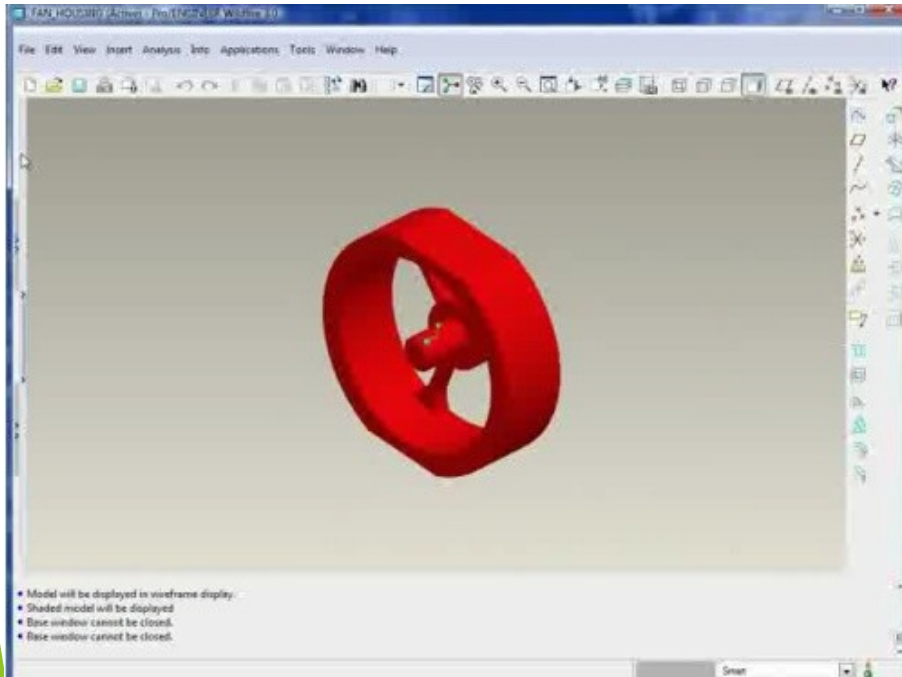 FAN_HOUSING (Active) - Pro/ENGINEER Wildfire 3.0
File Edit View Insert Analysis Info Applications Tools Window Help
• Model will be displayed in wireframe display.
• Shaded model will be displayed
• Base window cannot be closed.
• Base window cannot be closed.
Smart